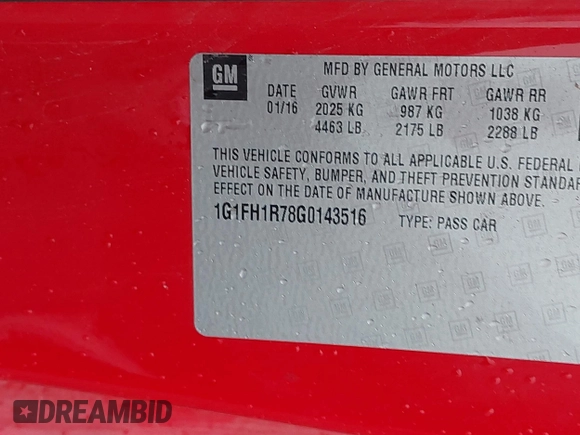 GM
MFD BY GENERAL MOTORS LLC
DATE GVWR GAWR FRT GAWR RR
01/16 2025 KG 987 KG 1038 KG
4463 LB 2175 LB 2288 LB
THIS VEHICLE CONFORMS TO ALL APPLICABLE U.S. FEDERAL
VEHICLE SAFETY, BUMPER, AND THEFT PREVENTION STANDAR
EFFECT ON THE DATE OF MANUFACTURE SHOWN ABOVE.
1G1FH1R78G0143516 TYPE: PASS CAR
DREAMBID